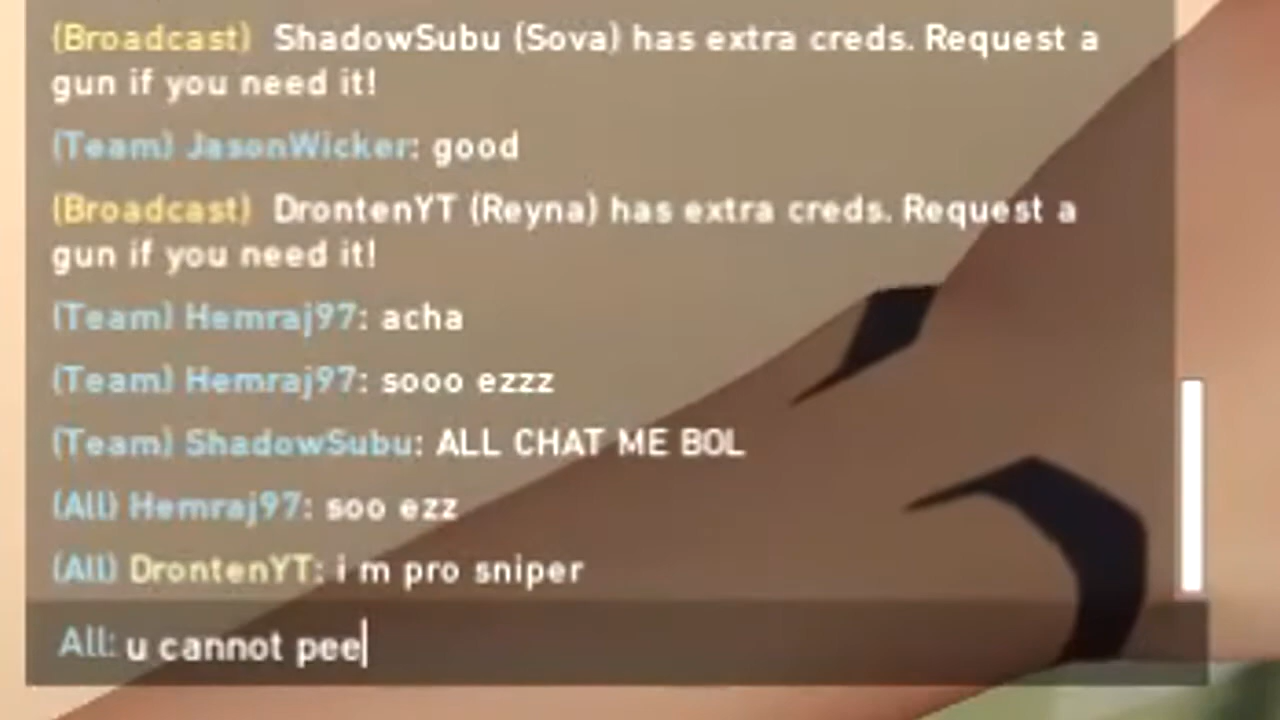 (Broadcast) ShadowSubu (Sova) has extra creds. Request a
gun if you need it!
(Team) JasonWicker: good
(Broadcast) DrontenYT (Reyna) has extra creds. Request a
gun if you need it!
(Team) Hemraj97: acha
(Team) Hemraj97: sooo ezzz
(Team) ShadowSubu: ALL CHAT ME BOL
(All) Hemraj97: soo ezz
(All) DrontenYT: i m pro sniper
All: u cannot pee